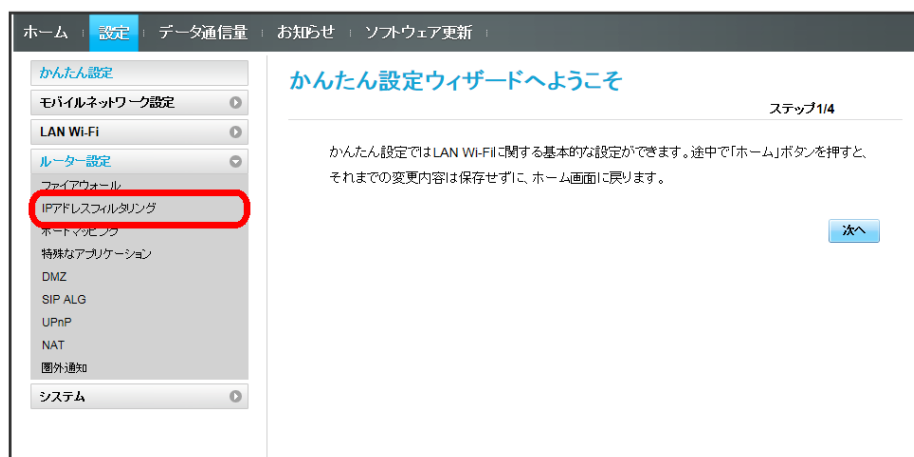 ホーム 設定 データ通信量 お知らせ ソフトウェア更新
かんたん設定
モバイルネットワーク設定
LAN Wi-Fi
ルーター設定
ファイアウォール
IPアドレスフィルタリング
ポートマッピング
特殊なアプリケーション
DMZ
SIP ALG
UPnP
NAT
圏外通知
システム
かんたん設定ウィザードへようこそ
ステップ1/4
かんたん設定ではLAN Wi-Fiに関する基本的な設定ができます。途中で「ホーム」ボタンを押すと、
それまでの変更内容は保存せずに、ホーム画面に戻ります。
次へ